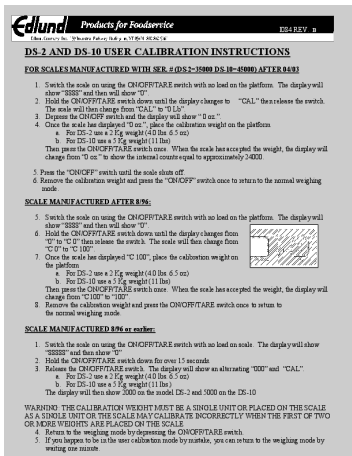 Edlund Products for Foodservice
IDS4 REV. B
Edlund Company, Inc. 159 Industrial Parkway, Burlington, VT 05401
DS-2 AND DS-10 USER CALIBRATION INSTRUCTIONS
FOR SCALES MANUFACTURED WITH SER. # (DS-2=35000 DS-10=45000) AFTER 04/03
1. Switch the scale on using the ON/OFF/TARE switch with no load on the platform. The display will
show "8888" and then will show "0".
2. Hold the ON/OFF/TARE switch down until the display changes to "CAL" then release the switch.
The scale will then change from "CAL" to "0 Lb".
3. Depress the ON/OFF switch and the display will show " 0 oz."
4. Once the scale has displayed "0 oz.", place the calibration weight on the platform
a. For DS-2 use a 2 Kg weight (4.0 lbs. 6.5 oz)
b. For DS-10 use a 5 Kg weight (11 lbs)
Then press the ON/OFF/TARE switch once. When the scale has accepted the weight, the display will
change from "0 oz." to show the internal counts equal to approximately 24000.
5. Press the "ON/OFF" switch until the scale shuts off.
6. Remove the calibration weight and press the "ON/OFF" switch once to return to the normal weighing
mode.
SCALE MANUFACTURED AFTER 8/96:
5. Switch the scale on using the ON/OFF/TARE switch with no load on the platform. The display will
show "8888" and then will show "0".
6. Hold the ON/OFF/TARE switch down until the display changes from
"0" to "C 0" then release the switch. The scale will then change from
"C 0" to "C 100".
7. Once the scale has displayed "C 100", place the calibration weight on
the platform
a. For DS-2 use a 2 Kg weight (4.0 lbs. 6.5 oz)
b. For DS-10 use a 5 Kg weight (11 lbs)
Then press the ON/OFF/TARE switch once. When the scale has accepted the weight, the display will
change from "C 100" to "100".
8. Remove the calibration weight and press the ON/OFF/TARE switch once to return to
the normal weighing mode.
SCALE MANUFACTURED 8/96 or earlier:
1. Switch the scale on using the ON/OFF/TARE switch with no load on scale. The display will show
"88888" and then show "0"
2. Hold the ON/OFF/TARE switch down for over 15 seconds
3. Release the ON/OFF/TARE switch. The display will show an alternating "000" and "CAL".
a. For DS-2 use a 2 Kg weight (4.0 lbs. 6.5 oz)
b. For DS-10 use a 5 Kg weight (11 lbs.)
The display will then show 2000 on the model DS-2 and 5000 on the DS-10
WARNING: THE CALIBRATION WEIGHT MUST BE A SINGLE UNIT OR PLACED ON THE SCALE
AS A SINGLE UNIT OR THE SCALE MAY CALIBRATE INCORRECTLY WHEN THE FIRST OF TWO
OR MORE WEIGHTS ARE PLACED ON THE SCALE
4. Return to the weighing mode by depressing the ON/OFF/TARE switch.
5. If you happen to be in the user calibration mode by mistake, you can return to the weighing mode by
waiting one minute.